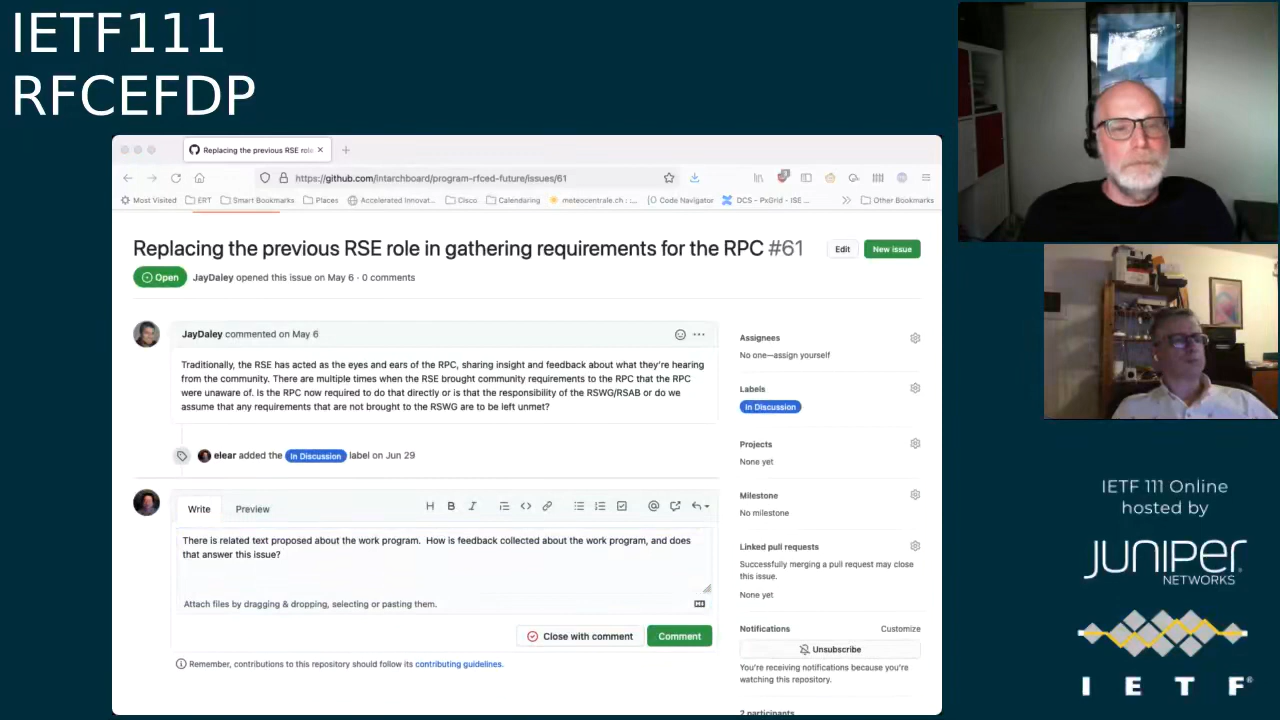 IETF111
RFCEFDP
Replacing the previous RSE role
https://github.com/intarchboard/program-rfced-future/issues/61
Most Visited
ERT
Smart Bookmarks
Places
Accelerated Innovat...
Cisco
Calendaring
meteocentrale.ch : ...
Code Navigator
DCS - PxGrid - ISE ...
Other Bookmarks
Replacing the previous RSE role in gathering requirements for the RPC #61
Edit
New issue
Open
JayDaley opened this issue on May 6 · 0 comments
JayDaley commented on May 6
Traditionally, the RSE has acted as the eyes and ears of the RPC, sharing insight and feedback about what they're hearing
from the community. There are multiple times when the RSE brought community requirements to the RPC that the RPC
were unaware of. Is the RPC now required to do that directly or is that the responsibility of the RSWG/RSAB or do we
assume that any requirements that are not brought to the RSWG are to be left unmet?
elear added the In Discussion label on Jun 29
Write
Preview
There is related text proposed about the work program.  How is feedback collected about the work program, and does
that answer this issue?
Attach files by dragging & dropping, selecting or pasting them.
Close with comment
Comment
Remember, contributions to this repository should follow its contributing guidelines.
Assignees
No one—assign yourself
Labels
In Discussion
Projects
None yet
Milestone
No milestone
Linked pull requests
Successfully merging a pull request may close
this issue.
None yet
Notifications
Customize
Unsubscribe
You're receiving notifications because you're
watching this repository.
2 participants
IETF 111 Online
hosted by
JUNIPER
NETWORKS
I E T F